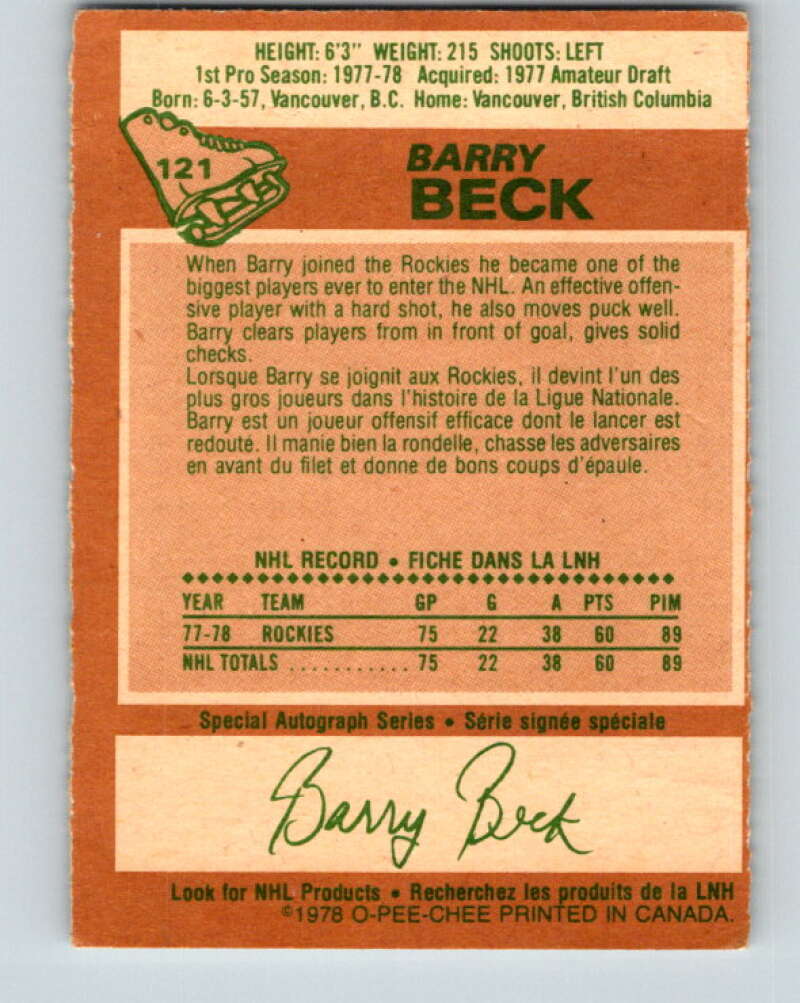 HEIGHT: 6'3" WEIGHT: 215 SHOOTS: LEFT
1st Pro Season: 1977-78 Acquired: 1977 Amateur Draft
Born: 6-3-57, Vancouver, B.C. Home: Vancouver, British Columbia
121
BARRY
BECK
When Barry joined the Rockies he became one of the
biggest players ever to enter the NHL. An effective offen-
sive player with a hard shot, he also moves puck well.
Barry clears players from in front of goal, gives solid
checks.
Lorsque Barry se joignit aux Rockies, il devint l'un des
plus gros joueurs dans l'histoire de la Ligue Nationale.
Barry est un joueur offensif efficace dont le lancer est
redouté. Il manie bien la rondelle, chasse les adversaires
en avant du filet et donne de bons coups d'épaule.
NHL RECORD • FICHE DANS LA LNH
YEAR TEAM GP G A PTS PIM
77-78 ROCKIES 75 22 38 60 89
NHL TOTALS ........... 75 22 38 60 89
Special Autograph Series • Série signée spéciale
Barry Beck
Look for NHL Products • Recherchez les produits de la LNH
©1978 O-PEE-CHEE PRINTED IN CANADA.